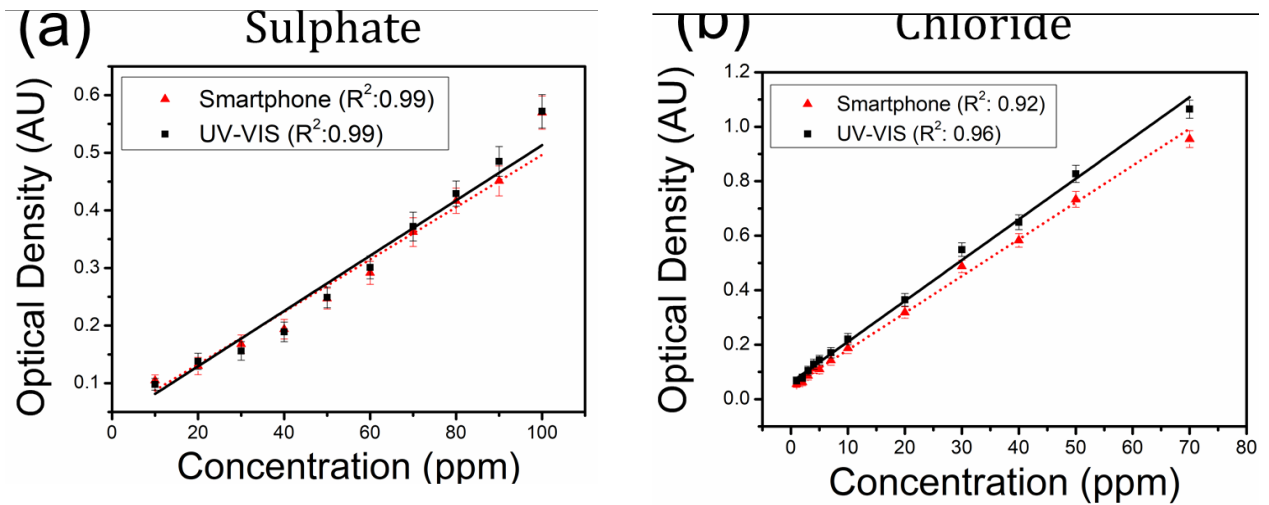 (a) Sulphate
Smartphone (R²:0.99)
UV-VIS (R²:0.99)
Optical Density (AU)
0.6
0.5
0.4
0.3
0.2
0.1
0 20 40 60 80 100
Concentration (ppm)
(b) Chloride
Smartphone (R²: 0.92)
UV-VIS (R²: 0.96)
Optical Density (AU)
1.2
1.0
0.8
0.6
0.4
0.2
0.0
0 10 20 30 40 50 60 70 80
Concentration (ppm)